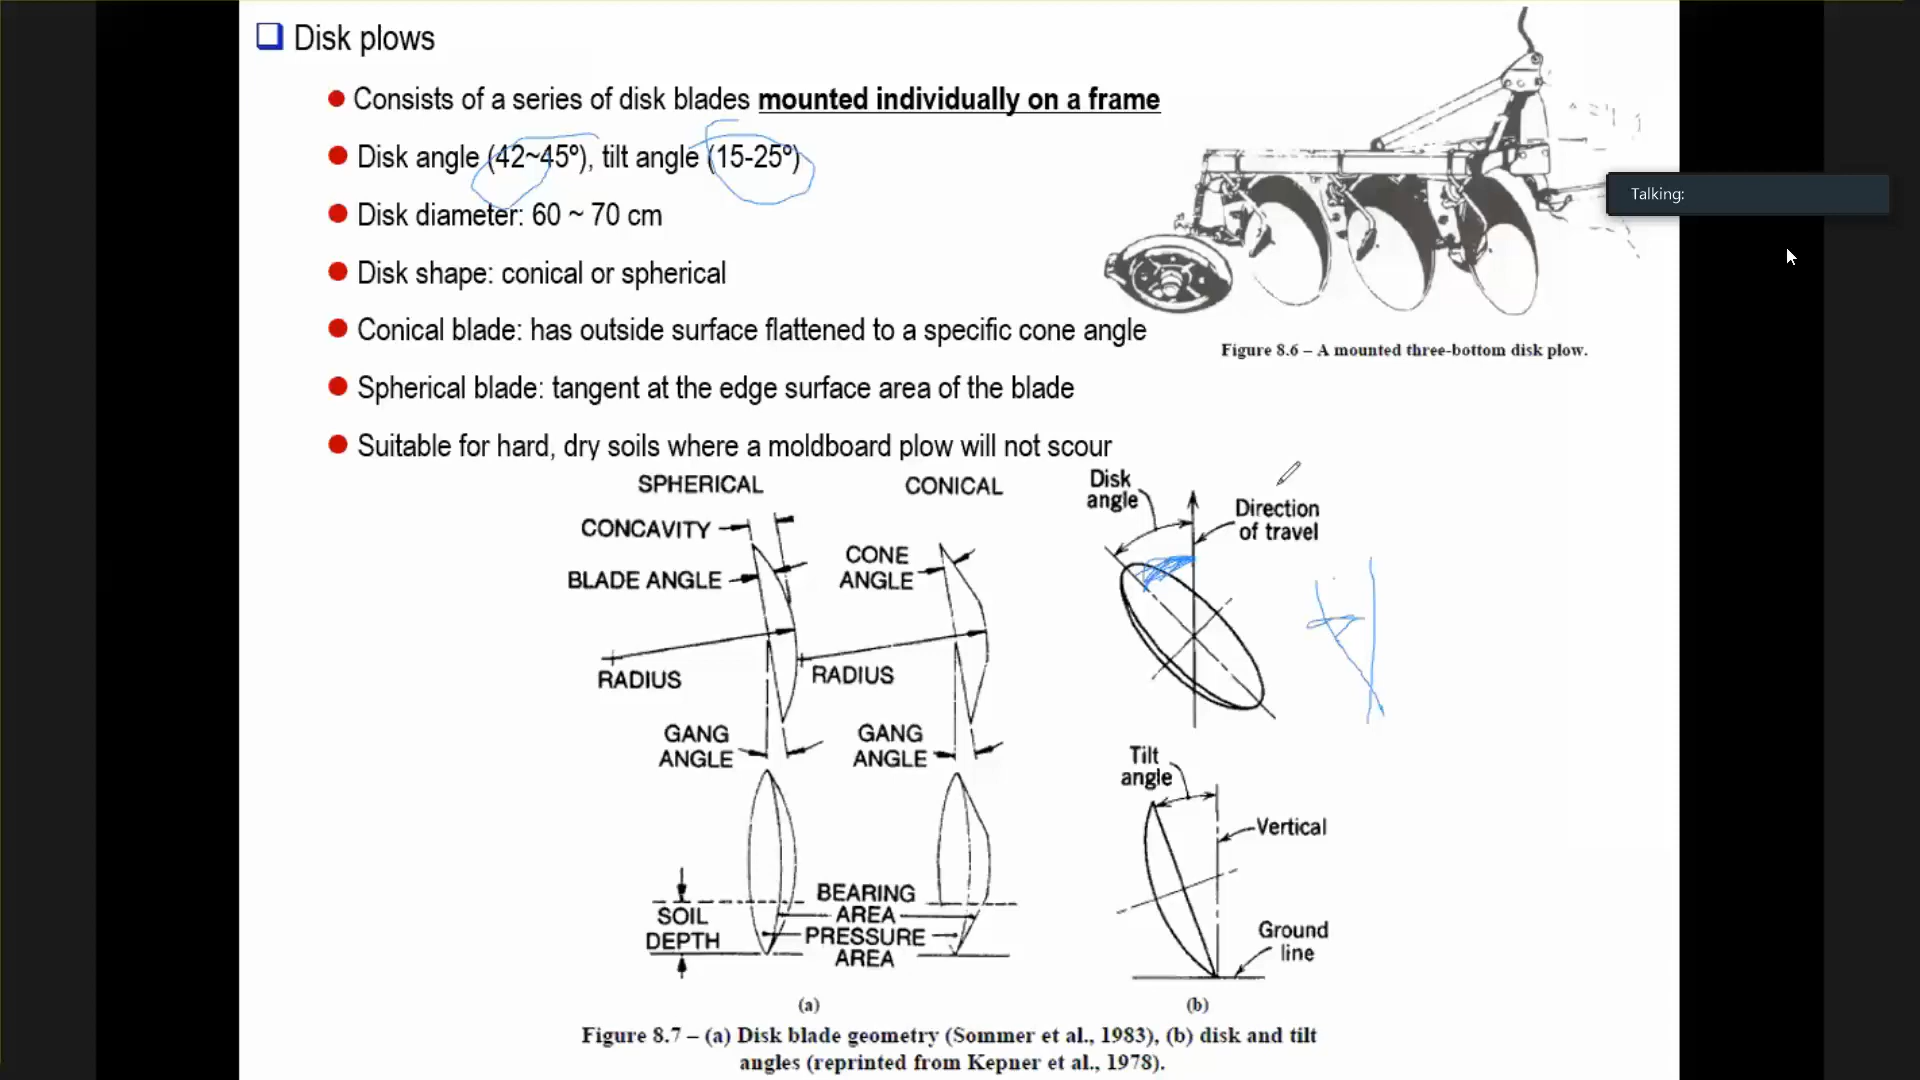 Disk plows
Consists of a series of disk blades mounted individually on a frame
Disk angle (42~45º), tilt angle (15-25º)
Disk diameter: 60 ~ 70 cm
Disk shape: conical or spherical
Conical blade: has outside surface flattened to a specific cone angle
Spherical blade: tangent at the edge surface area of the blade
Suitable for hard, dry soils where a moldboard plow will not scour
Talking:
Figure 8.6 – A mounted three-bottom disk plow.
SPHERICAL
CONCAVITY
BLADE ANGLE
RADIUS
GANG
ANGLE
CONICAL
CONE
ANGLE
RADIUS
GANG
ANGLE
SOIL
DEPTH
BEARING
AREA
PRESSURE
AREA
(a)
Disk
angle
Direction
of travel
Tilt
angle
Vertical
Ground
line
(b)
Figure 8.7 – (a) Disk blade geometry (Sommer et al., 1983), (b) disk and tilt
angles (reprinted from Kepner et al., 1978).